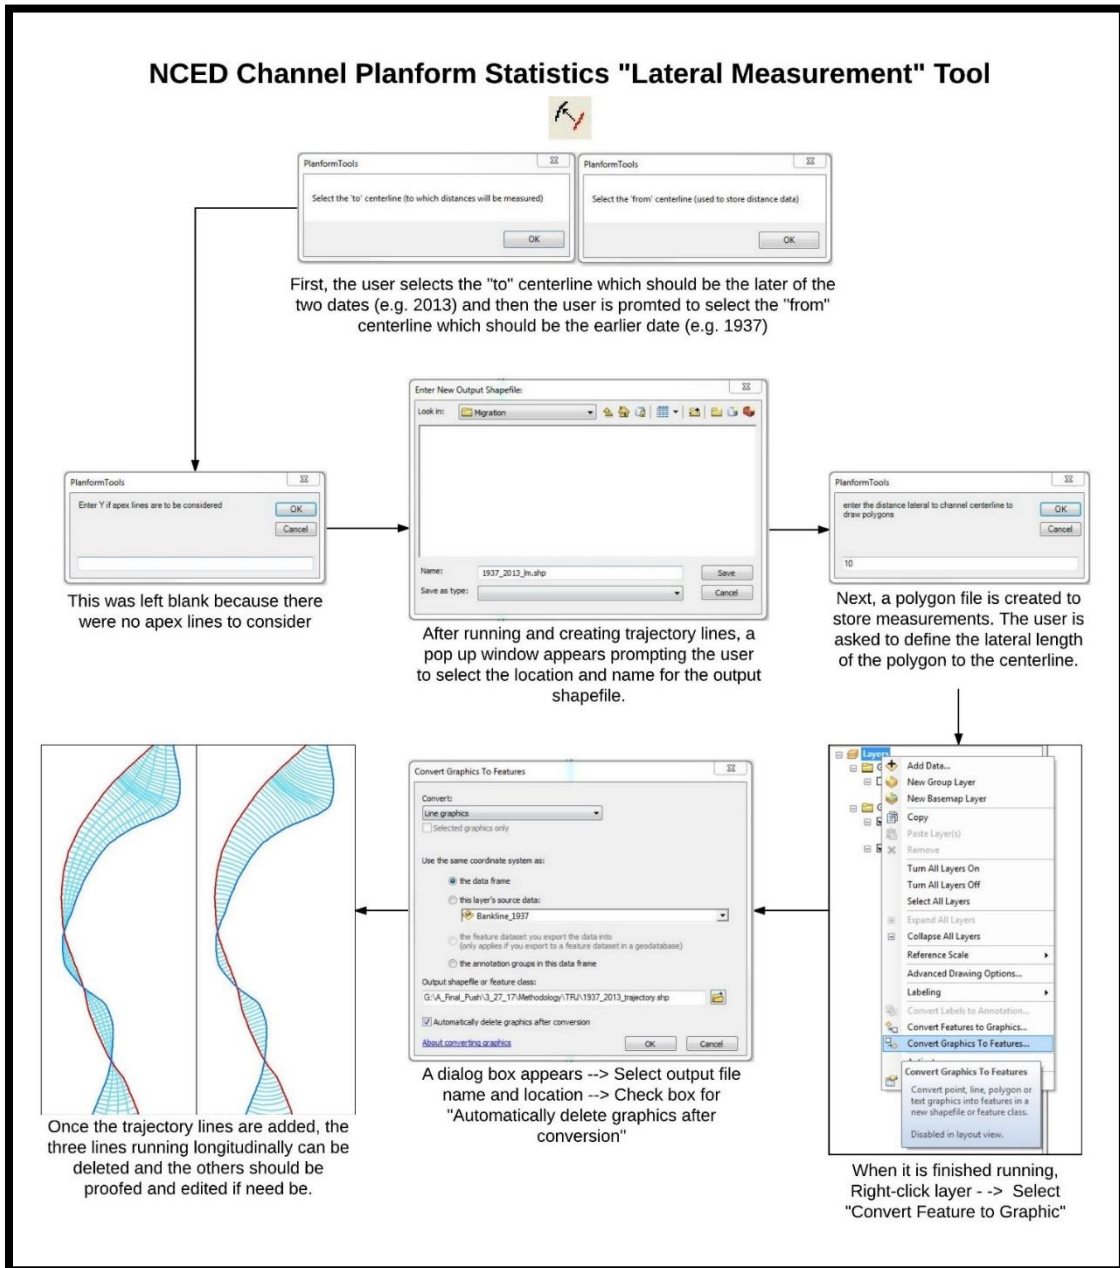 NCED Channel Planform Statistics "Lateral Measurement" Tool
PlanformTools
Select the 'to' centerline (to which distances will be measured)
OK
PlanformTools
Select the 'from' centerline (used to store distance data)
OK
First, the user selects the "to" centerline which should be the later of the
two dates (e.g. 2013) and then the user is promted to select the "from"
centerline which should be the earlier date (e.g. 1937)
PlanformTools
Enter Y if apex lines are to be considered
OK
Cancel
This was left blank because there
were no apex lines to consider
Enter New Output Shapefile:
Look in:
Migration
Name:
1937_2013_lm.shp
Save
Save as type:
Cancel
After running and creating trajectory lines, a
pop up window appears prompting the user
to select the location and name for the output
shapefile.
PlanformTools
enter the distance lateral to channel centerline to
draw polygons
OK
Cancel
10
Next, a polygon file is created to
store measurements. The user is
asked to define the lateral length
of the polygon to the centerline.
Layers
Add Data...
New Group Layer
New Basemap Layer
Copy
Paste Layer(s)
Remove
Turn All Layers On
Turn All Layers Off
Select All Layers
Expand All Layers
Collapse All Layers
Reference Scale
Advanced Drawing Options...
Labeling
Convert Labels to Annotation...
Convert Features to Graphics...
Convert Graphics To Features...
Convert Graphics To Features
Convert point, line, polygon or
text graphics into features in a
new shapefile or feature class.
Disabled in layout view.
When it is finished running,
Right-click layer - -> Select
"Convert Feature to Graphic"
Convert Graphics To Features
Convert:
Line graphics
Selected graphics only
Use the same coordinate system as:
the data frame
this layer's source data:
Bankline_1937
the feature dataset you export the data into
(only applies if you export to a feature dataset in a geodatabase)
the annotation groups in this data frame
Output shapefile or feature class:
G:\A_Final_Push\3_27_17\Methodology\TRJ\1937_2013_trajectory.shp
Automatically delete graphics after conversion
About converting graphics
OK
Cancel
A dialog box appears --> Select output file
name and location --> Check box for
"Automatically delete graphics after
conversion"
Once the trajectory lines are added, the
three lines running longitudinally can be
deleted and the others should be
proofed and edited if need be.